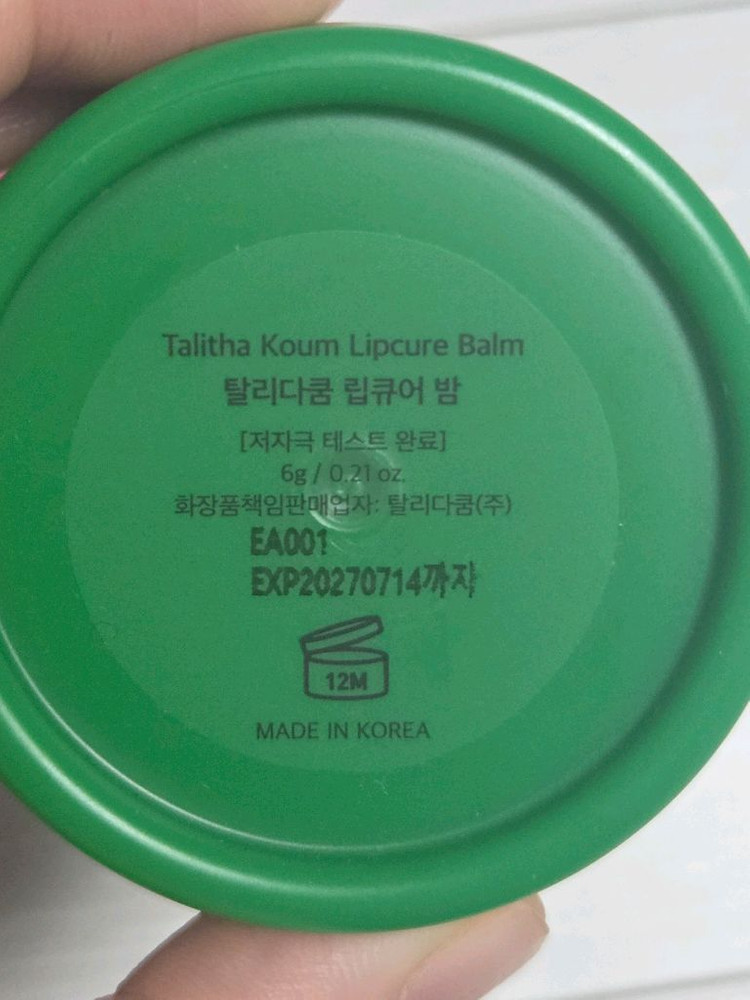 Talitha Koum Lipcure Balm
탈리다쿰 립큐어 밤
[저자극 테스트 완료]
6g / 0.21 oz.
화장품책임판매업자: 탈리다쿰(주)
EA001
EXP20270714까지
12M
MADE IN KOREA